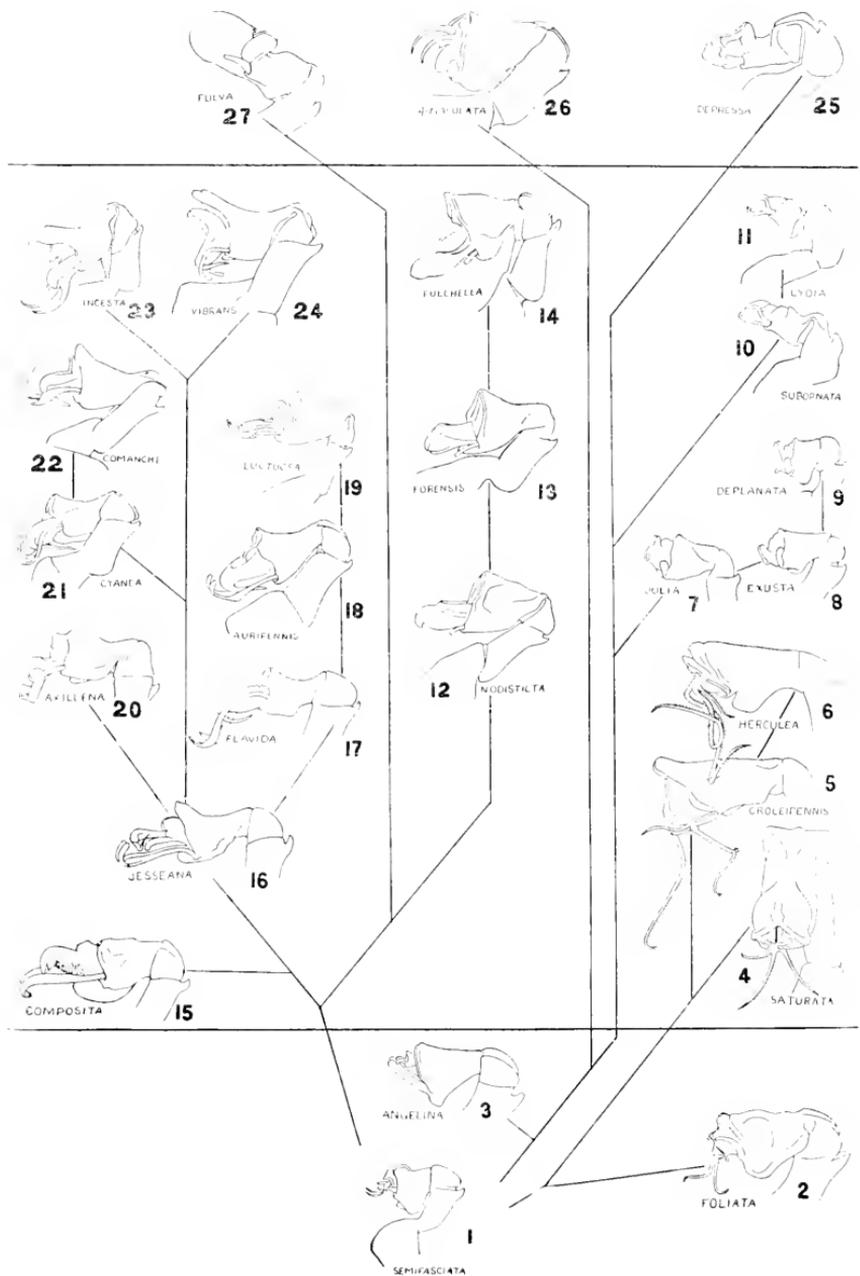 FULVA
27
26
DEPRESSA
25
INCESTA
23
VIBRANS
24
PULCHELLA
14
11
LYDIA
10
SUBORNATA
22
COMANCHE
19
FORENSIS
13
DEPLANATA
9
21
CYANEA
AURIPENNIS
18
JULIA
7
EXUSTA
8
AXILLENA
20
FLAVIDA
17
12
NODISTICTA
HERCULEA
6
5
CROCEIPENNIS
JESSEANA
16
4
SATURATA
COMPOSITA
15
ANGELINA
3
FOLIATA
2
1
SEMIFASCIATA